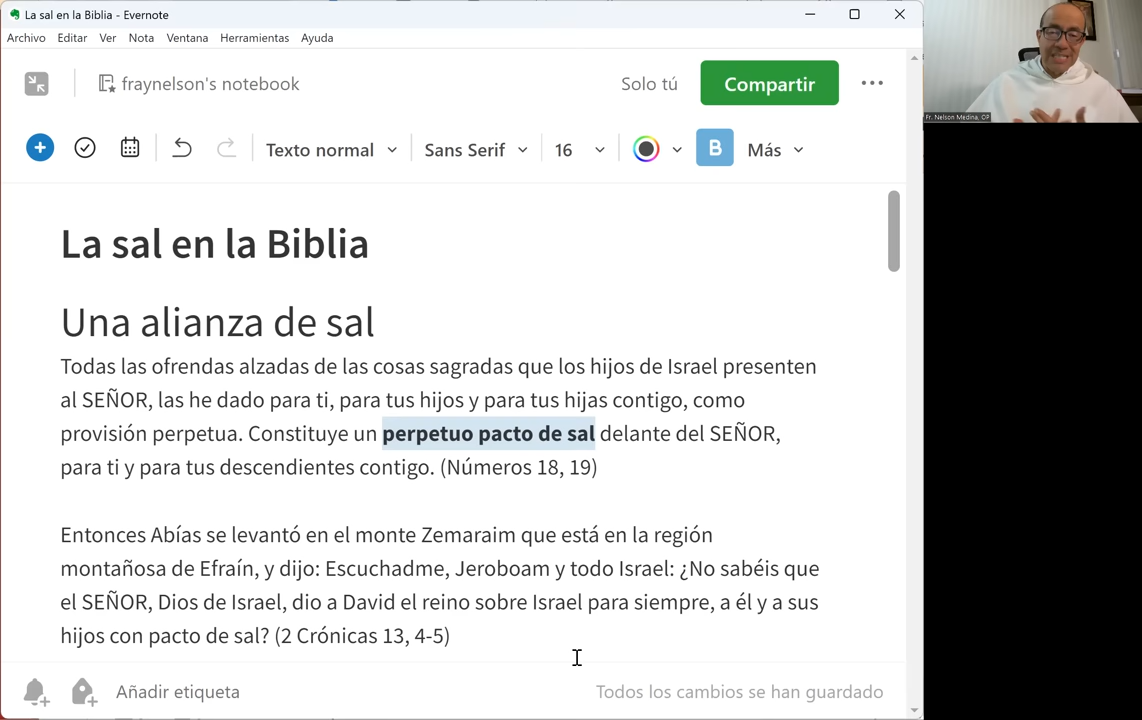 La sal en la Biblia - Evernote
Archivo Editar Ver Nota Ventana Herramientas Ayuda
fraynelson's notebook Solo tú Compartir
Texto normal Sans Serif 16 B Más
La sal en la Biblia
Una alianza de sal
Todas las ofrendas alzadas de las cosas sagradas que los hijos de Israel presenten
al SEÑOR, las he dado para ti, para tus hijos y para tus hijas contigo, como
provisión perpetua. Constituye un perpetuo pacto de sal delante del SEÑOR,
para ti y para tus descendientes contigo. (Números 18, 19)
Entonces Abías se levantó en el monte Zemaraim que está en la región
montañosa de Efraín, y dijo: Escuchadme, Jeroboam y todo Israel: ¿No sabéis que
el SEÑOR, Dios de Israel, dio a David el reino sobre Israel para siempre, a él y a sus
hijos con pacto de sal? (2 Crónicas 13, 4-5)
Añadir etiqueta Todos los cambios se han guardado
Fr. Nelson Medina, OP